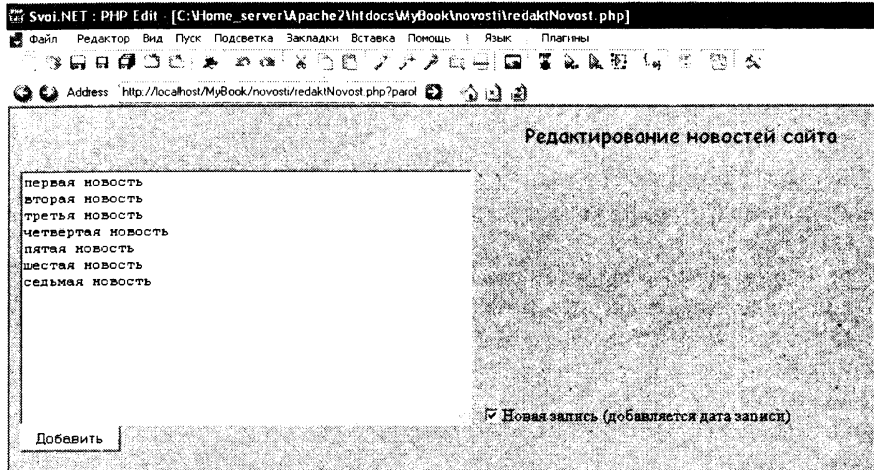 Svoi.NET : PHP Edit - [C:\Home_server\Apache2\htdocs\MyBook\novosti\redaktNovost.php]
Файл Редактор Вид Пуск Подсветка Закладки Вставка Помощь | Язык Плагины
Address http://localhost/MyBook/novosti/redaktNovost.php?parol
Редактирование новостей сайта
первая новость
вторая новость
третья новость
четвертая новость
пятая новость
шестая новость
седьмая новость
Новая запись (добавляется дата записи)
Добавить